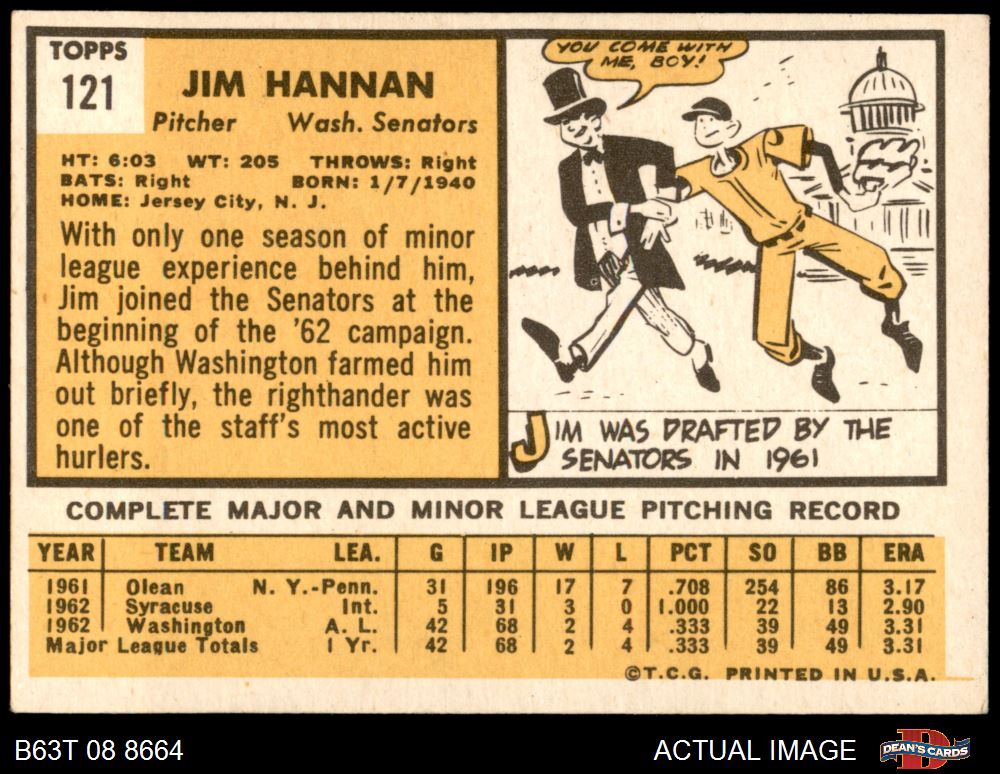 TOPPS
121
JIM HANNAN
Pitcher Wash. Senators
HT: 6:03 WT: 205 THROWS: Right
BATS: Right BORN: 1/7/1940
HOME: Jersey City, N. J.
With only one season of minor
league experience behind him,
Jim joined the Senators at the
beginning of the '62 campaign.
Although Washington farmed him
out briefly, the righthander was
one of the staff's most active
hurlers.
YOU COME WITH
ME, BOY!
JIM WAS DRAFTED BY THE
SENATORS IN 1961
COMPLETE MAJOR AND MINOR LEAGUE PITCHING RECORD
YEAR TEAM LEA. G IP W L PCT SO BB ERA
1961 Olean N. Y.-Penn. 31 196 17 7 .708 254 86 3.17
1962 Syracuse Int. 5 31 3 0 1.000 22 13 2.90
1962 Washington A. L. 42 68 2 4 .333 39 49 3.31
Major League Totals 1 Yr. 42 68 2 4 .333 39 49 3.31
©T.C.G. PRINTED IN U.S.A.
B63T 08 8664 ACTUAL IMAGE DEAN'S CARDS